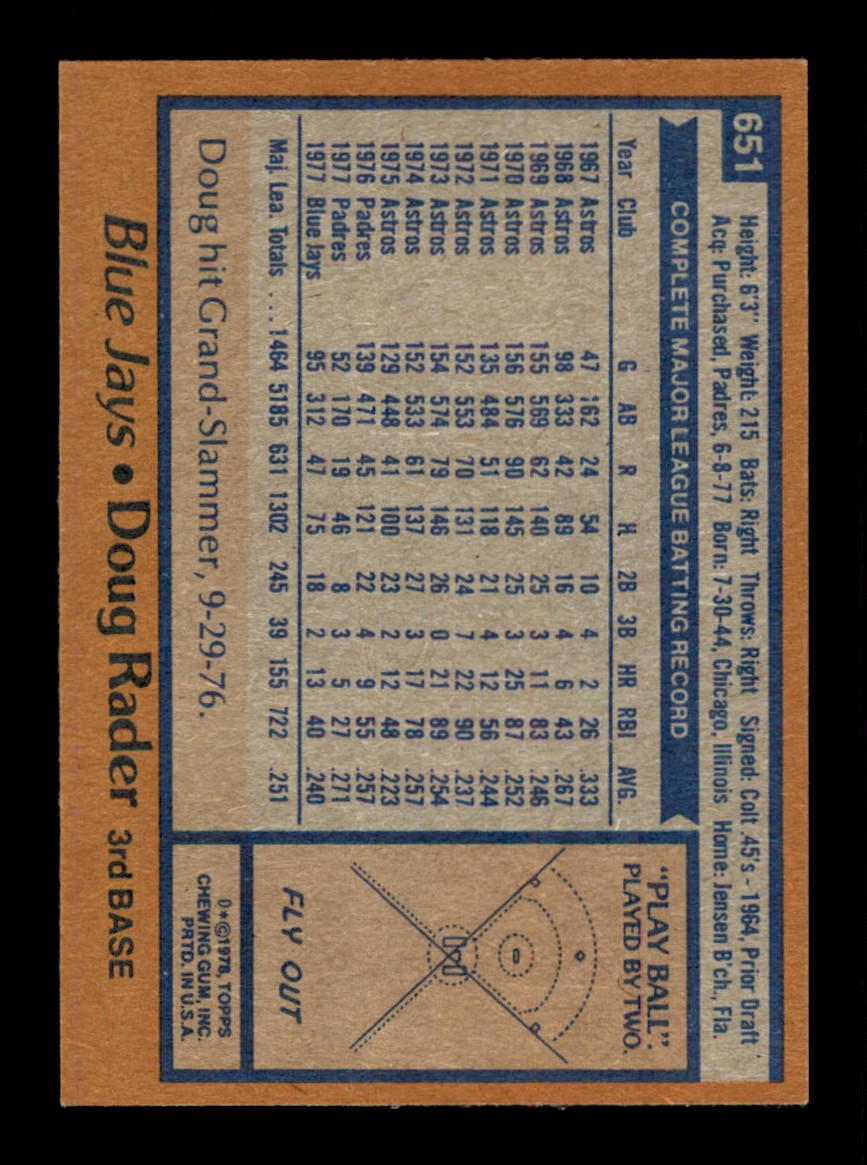 651
Height: 6'3" Weight: 215 Bats: Right Throws: Right Signed: Colt .45's - 1964, Prior Draft
Acq: Purchased, Padres, 6-8-77 Born: 7-30-44, Chicago, Illinois Home: Jensen B'ch., Fla.
COMPLETE MAJOR LEAGUE BATTING RECORD
Year Club G AB R H 2B 3B HR RBI AVG.
1967 Astros 47 162 24 54 10 4 2 26 .333
1968 Astros 98 333 42 89 16 4 6 43 .267
1969 Astros 155 569 62 140 25 3 11 83 .246
1970 Astros 156 576 90 145 25 3 25 87 .252
1971 Astros 135 484 51 118 21 4 12 56 .244
1972 Astros 152 553 70 131 24 7 22 90 .237
1973 Astros 154 574 79 146 26 0 21 89 .254
1974 Astros 152 533 61 137 27 3 17 78 .257
1975 Astros 129 448 41 100 23 2 12 48 .223
1976 Padres 139 471 45 121 22 4 9 55 .257
1977 Padres 52 170 19 46 8 3 5 27 .271
1977 Blue Jays 95 312 47 75 18 2 13 40 .240
Maj. Lea. Totals . . . 1464 5185 631 1302 245 39 155 722 .251
Doug hit Grand-Slammer, 9-29-76.
"PLAY BALL":
PLAYED BY TWO.
FLY OUT
Blue Jays • Doug Rader 3rd BASE
D*©1978, TOPPS
CHEWING GUM, INC.
PRTD. IN U.S.A.